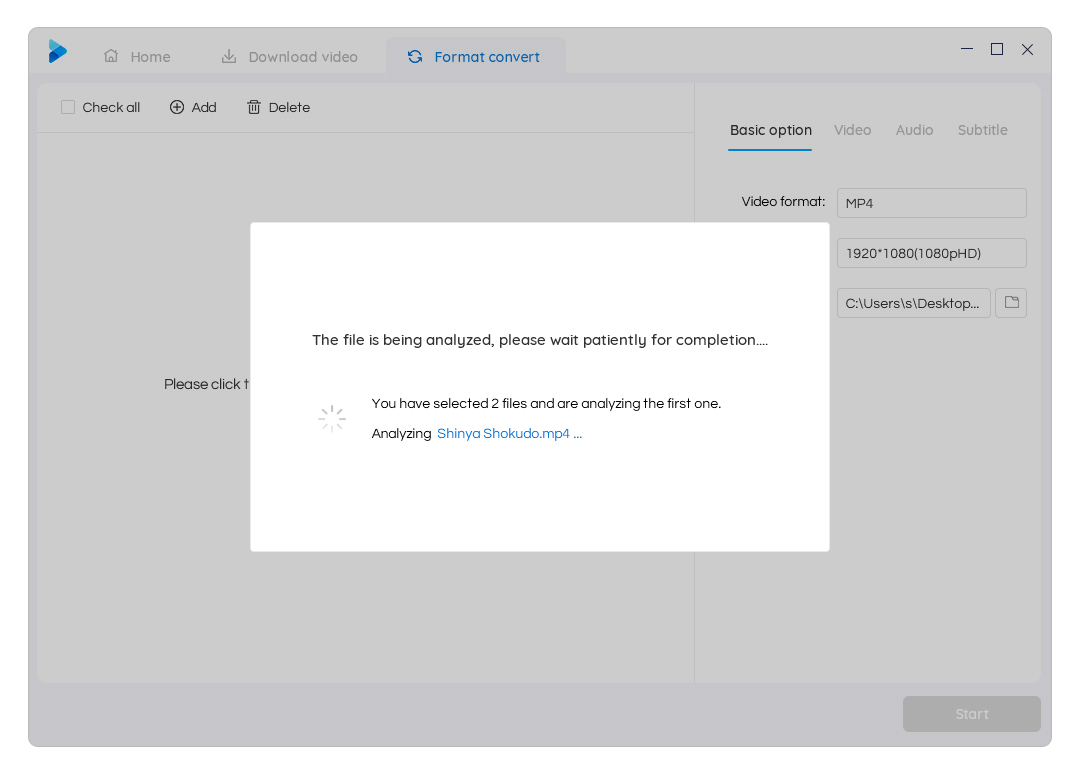 Home
Download video
Format convert
Check all
Add
Delete
Basic option
Video
Audio
Subtitle
Video format:
MP4
1920*1080(1080pHD)
C:\Users\s\Desktop...
The file is being analyzed, please wait patiently for completion....
Please click
You have selected 2 files and are analyzing the first one.
Analyzing Shinya Shokudo.mp4 ...
Start